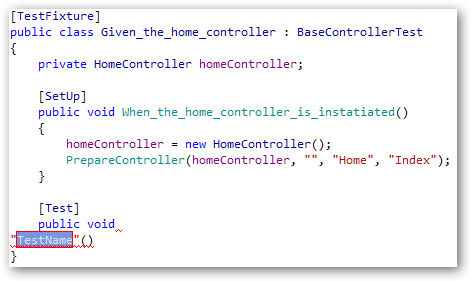 [TestFixture]
public class Given_the_home_controller : BaseControllerTest
{
    private HomeController homeController;

    [SetUp]
    public void When_the_home_controller_is_instatiated()
    {
        homeController = new HomeController();
        PrepareController(homeController, "", "Home", "Index");
    }

    [Test]
    public void
"TestName"()
}